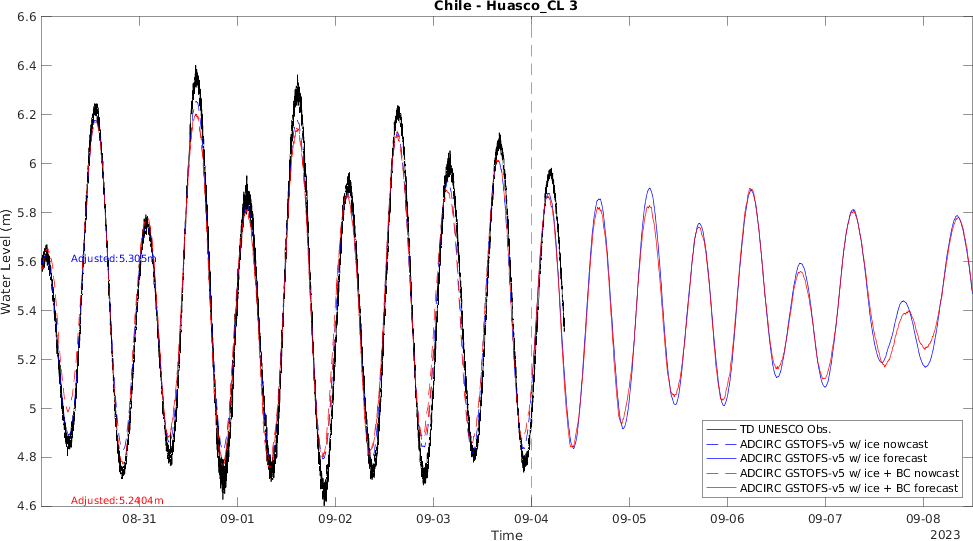 Chile - Huasco_CL 3
Water Level (m)
6.6
6.4
6.2
6
5.8
5.6
5.4
5.2
5
4.8
4.6
Adjusted:5.305m
Adjusted:5.2404m
TD UNESCO Obs.
ADCIRC GSTOFS-v5 w/ ice nowcast
ADCIRC GSTOFS-v5 w/ ice forecast
ADCIRC GSTOFS-v5 w/ ice + BC nowcast
ADCIRC GSTOFS-v5 w/ ice + BC forecast
08-31 09-01 09-02 09-03 09-04 09-05 09-06 09-07 09-08
Time
2023